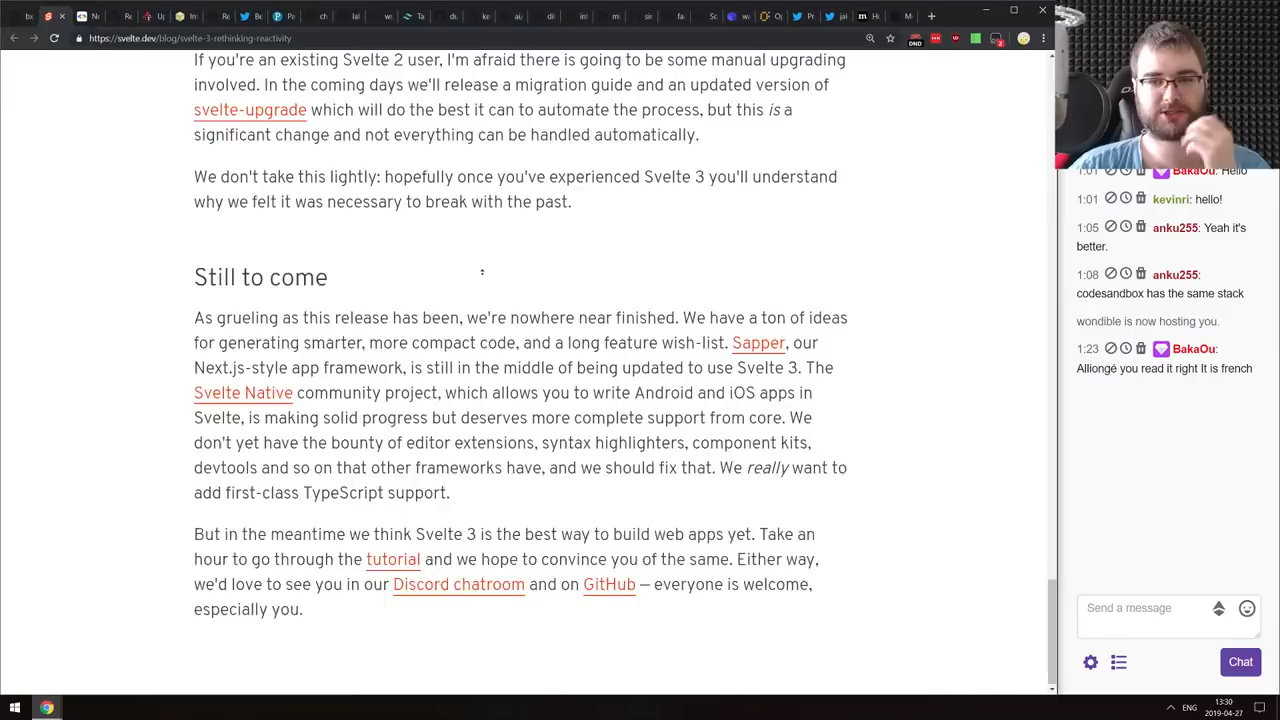 https://svelte.dev/blog/svelte-3-rethinking-reactivity
DND
If you're an existing Svelte 2 user, I'm afraid there is going to be some manual upgrading
involved. In the coming days we'll release a migration guide and an updated version of
svelte-upgrade which will do the best it can to automate the process, but this is a
significant change and not everything can be handled automatically.
We don't take this lightly: hopefully once you've experienced Svelte 3 you'll understand
why we felt it was necessary to break with the past.
Still to come
As grueling as this release has been, we're nowhere near finished. We have a ton of ideas
for generating smarter, more compact code, and a long feature wish-list. Sapper, our
Next.js-style app framework, is still in the middle of being updated to use Svelte 3. The
Svelte Native community project, which allows you to write Android and iOS apps in
Svelte, is making solid progress but deserves more complete support from core. We
don't yet have the bounty of editor extensions, syntax highlighters, component kits,
devtools and so on that other frameworks have, and we should fix that. We really want to
add first-class TypeScript support.
But in the meantime we think Svelte 3 is the best way to build web apps yet. Take an
hour to go through the tutorial and we hope to convince you of the same. Either way,
we'd love to see you in our Discord chatroom and on GitHub — everyone is welcome,
especially you.
1:01 BakaOu: Hello
1:01 kevinri: hello!
1:05 anku255: Yeah it's
better.
1:08 anku255:
codesandbox has the same stack
wondible is now hosting you.
1:23 BakaOu:
Alliongé you read it right It is french
Send a message
Chat
ENG
13:30
2019-04-27